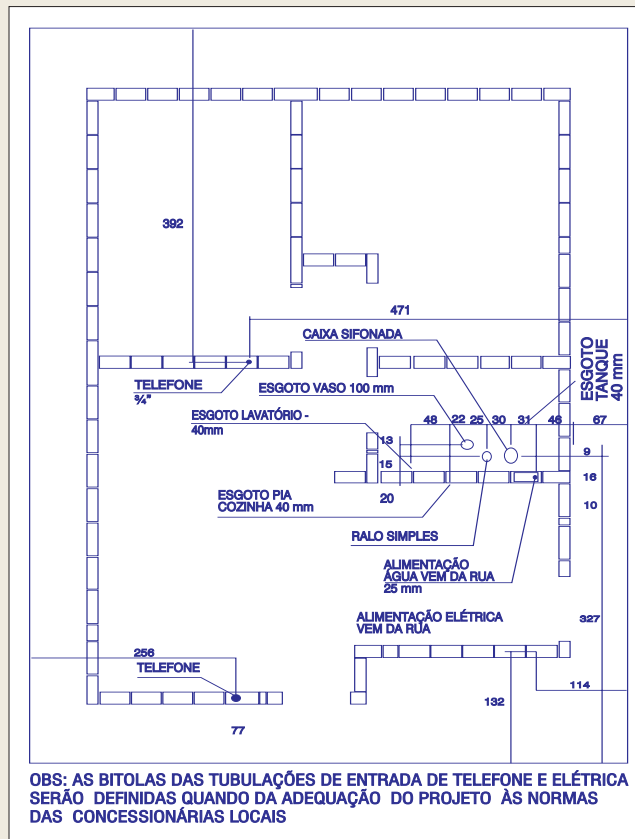 392
471
CAIXA SIFONADA
TELEFONE
¾"
ESGOTO VASO 100 mm
ESGOTO
TANQUE
40 mm
ESGOTO LAVATÓRIO -
40mm
48
22
25
30
31
46
67
13
9
15
16
20
10
ESGOTO PIA
COZINHA 40 mm
RALO SIMPLES
ALIMENTAÇÃO
ÁGUA VEM DA RUA
25 mm
ALIMENTAÇÃO ELÉTRICA
VEM DA RUA
327
256
TELEFONE
114
132
77
OBS: AS BITOLAS DAS TUBULAÇÕES DE ENTRADA DE TELEFONE E ELÉTRICA
SERÃO DEFINIDAS QUANDO DA ADEQUAÇÃO DO PROJETO ÀS NORMAS
DAS CONCESSIONÁRIAS LOCAIS